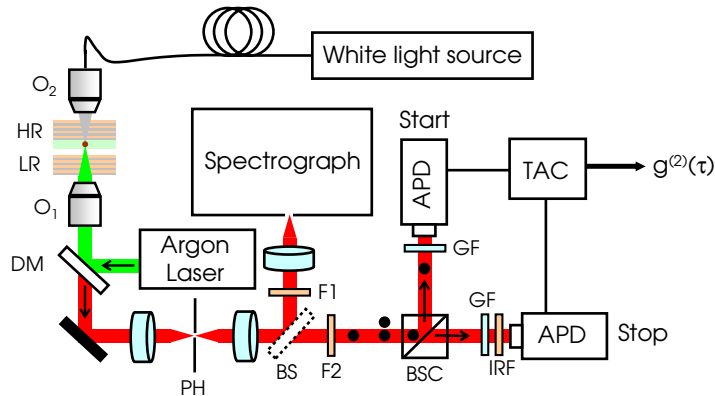 White light source
O2
HR
LR
O1
DM
Argon
Laser
Spectrograph
Start
APD
TAC
g(2)(τ)
GF
F1
PH
BS
F2
BSC
GF
IRF
APD
Stop